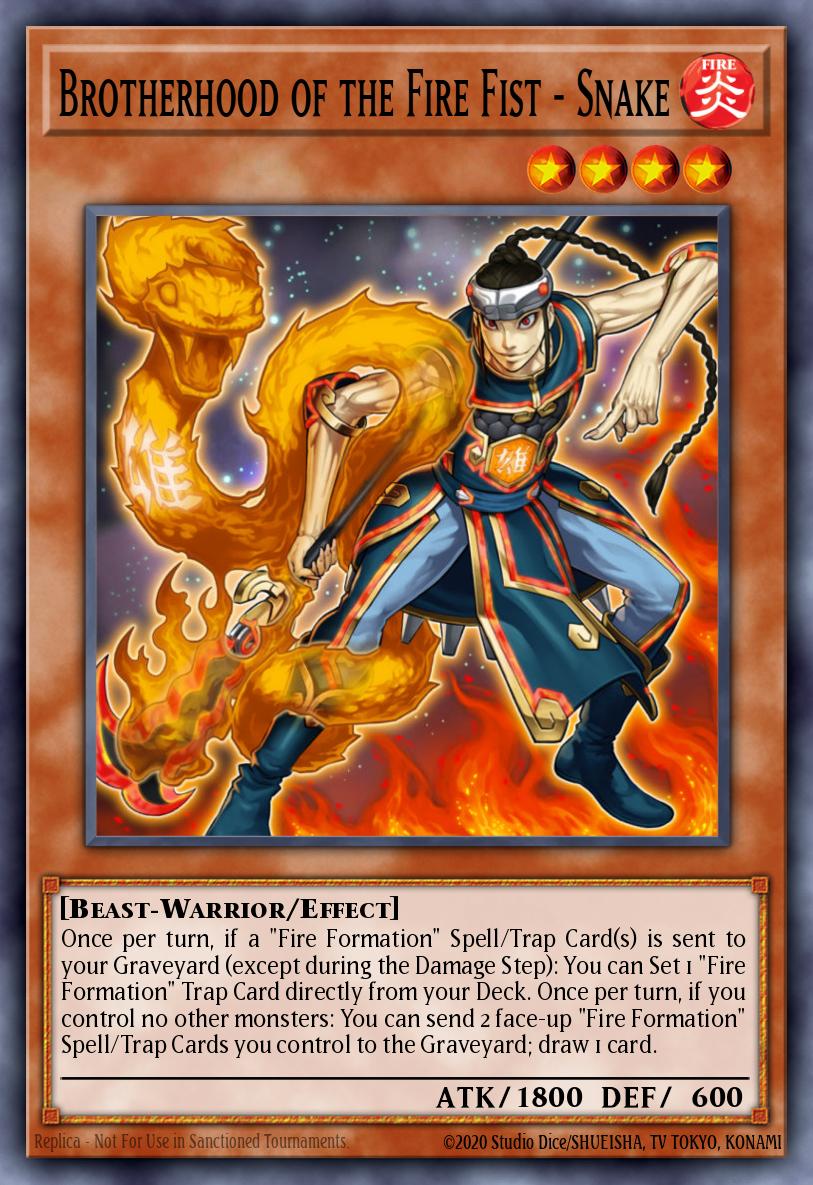 Brotherhood of the Fire Fist - Snake
FIRE
炎
雄
雄
[Beast-Warrior/Effect]
Once per turn, if a "Fire Formation" Spell/Trap Card(s) is sent to
your Graveyard (except during the Damage Step): You can Set 1 "Fire
Formation" Trap Card directly from your Deck. Once per turn, if you
control no other monsters: You can send 2 face-up "Fire Formation"
Spell/Trap Cards you control to the Graveyard; draw 1 card.
ATK/1800 DEF/ 600
Replica - Not For Use in Sanctioned Tournaments.
©2020 Studio Dice/SHUEISHA, TV TOKYO, KONAMI